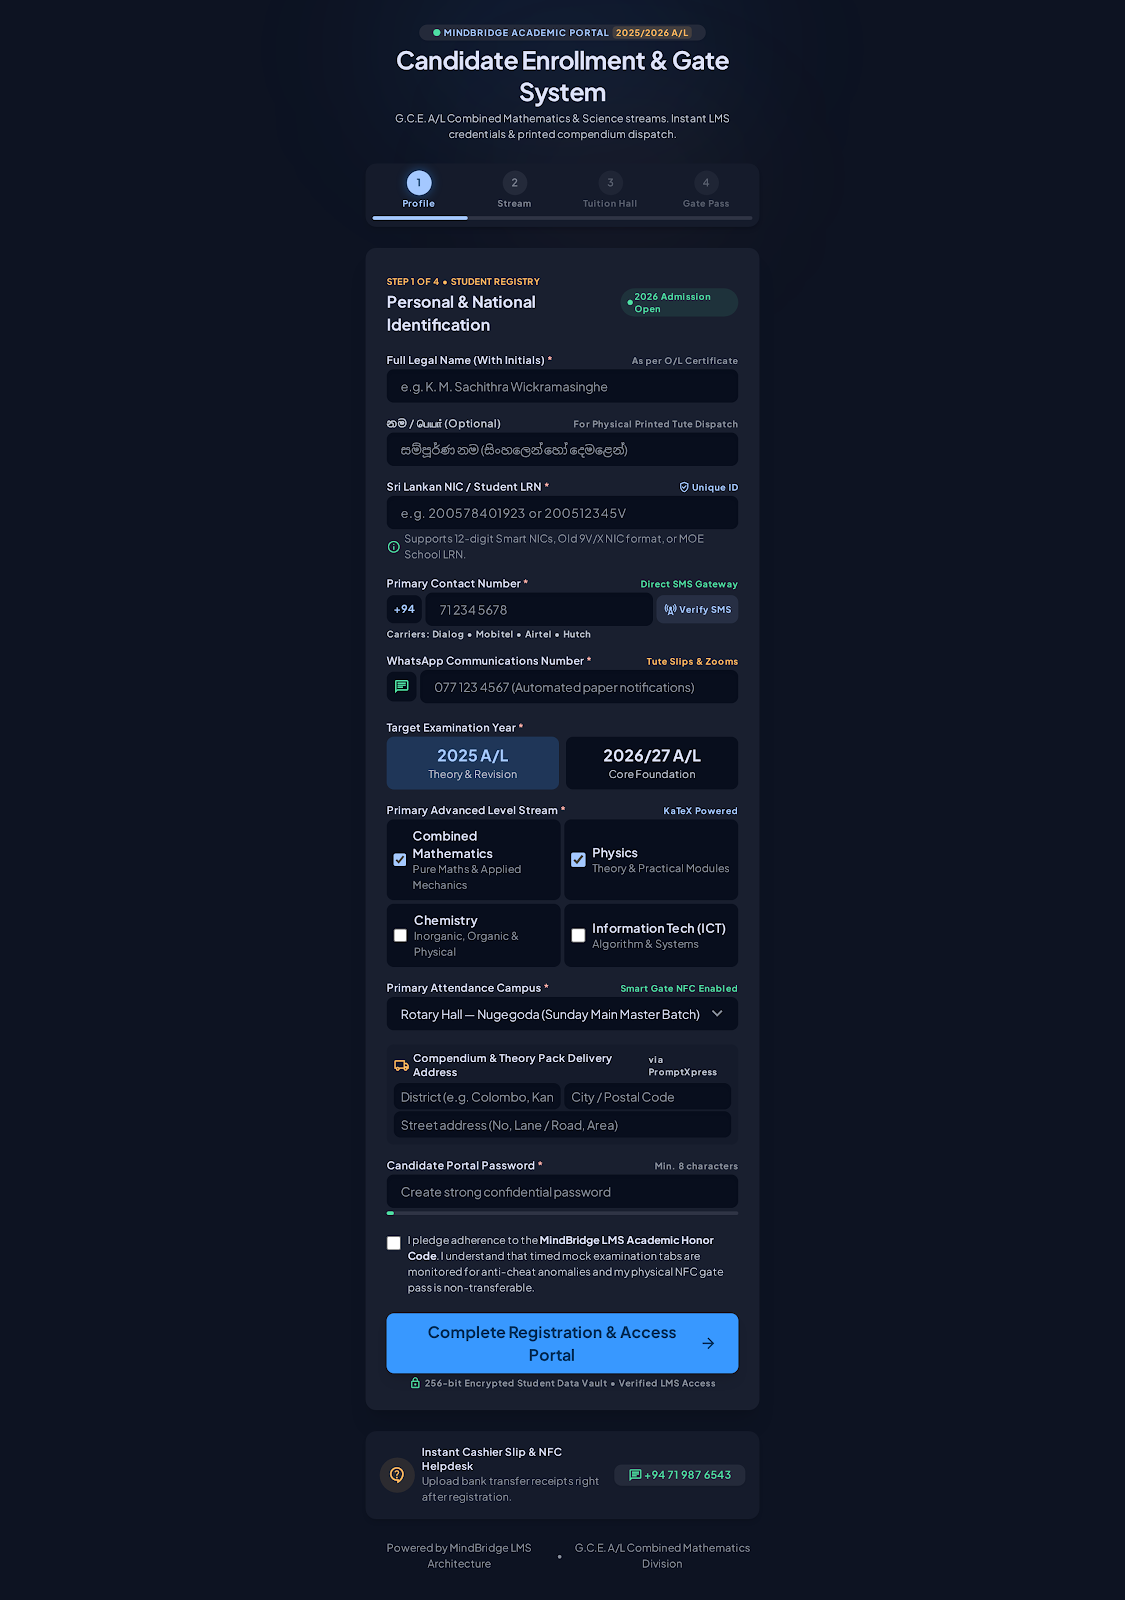 MINDBRIDGE ACADEMIC PORTAL 2025/2026 A/L
Candidate Enrollment & Gate
System
G.C.E. A/L Combined Mathematics & Science streams. Instant LMS
credentials & printed compendium dispatch.
1 2 3 4
Profile Stream Tuition Hall Gate Pass
STEP 1 OF 4 • STUDENT REGISTRY
Personal & National
Identification
2026 Admission
Open
Full Legal Name (With Initials) * As per O/L Certificate
e.g. K. M. Sachithra Wickramasinghe
නම / பெயர் (Optional) For Physical Printed Tute Dispatch
සම්පූර්ණ නම (සිංහලෙන් හෝ දෙමළෙන්)
Sri Lankan NIC / Student LRN * Unique ID
e.g. 200578401923 or 200512345V
Supports 12-digit Smart NICs, Old 9V/X NIC format, or MOE
School LRN.
Primary Contact Number * Direct SMS Gateway
+94 71 234 5678 Verify SMS
Carriers: Dialog • Mobitel • Airtel • Hutch
WhatsApp Communications Number * Tute Slips & Zooms
077 123 4567 (Automated paper notifications)
Target Examination Year *
2025 A/L 2026/27 A/L
Theory & Revision Core Foundation
Primary Advanced Level Stream * KaTeX Powered
Combined
Mathematics
Pure Maths & Applied
Mechanics
Physics
Theory & Practical Modules
Chemistry
Inorganic, Organic &
Physical
Information Tech (ICT)
Algorithm & Systems
Primary Attendance Campus * Smart Gate NFC Enabled
Rotary Hall — Nugegoda (Sunday Main Master Batch)
Compendium & Theory Pack Delivery
Address
via
PromptXpress
District (e.g. Colombo, Kan City / Postal Code
Street address (No, Lane / Road, Area)
Candidate Portal Password * Min. 8 characters
Create strong confidential password
I pledge adherence to the MindBridge LMS Academic Honor
Code. I understand that timed mock examination tabs are
monitored for anti-cheat anomalies and my physical NFC gate
pass is non-transferable.
Complete Registration & Access
Portal
256-bit Encrypted Student Data Vault • Verified LMS Access
Instant Cashier Slip & NFC
Helpdesk
Upload bank transfer receipts right
after registration.
+94 71 987 6543
Powered by MindBridge LMS
Architecture
•
G.C.E. A/L Combined Mathematics
Division